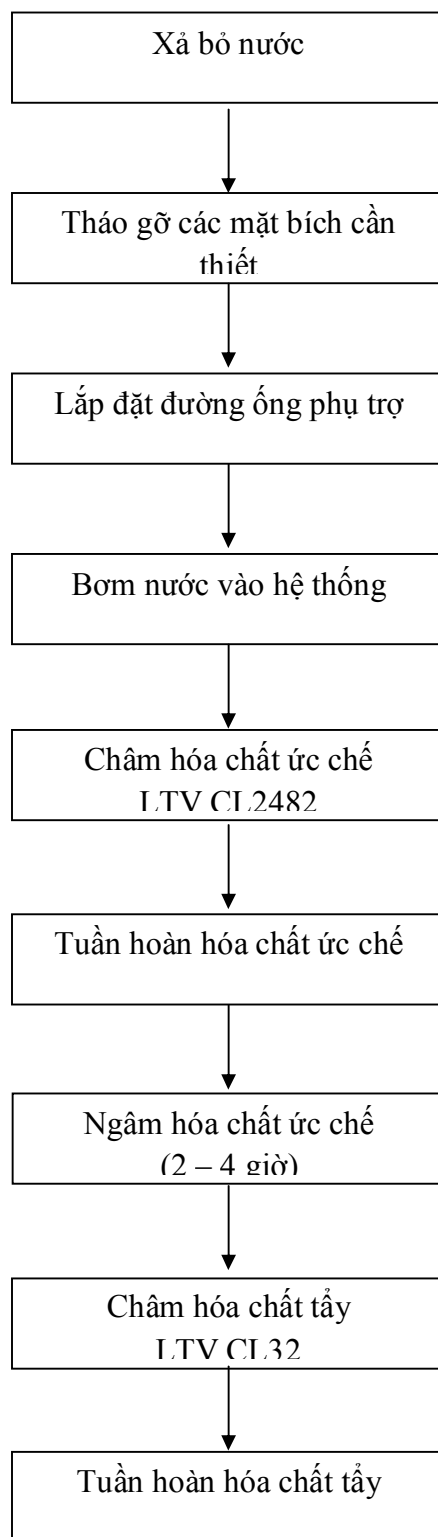 Xả bỏ nước
Tháo gỡ các mặt bích cần
thiết
Lắp đặt đường ống phụ trợ
Bơm nước vào hệ thống
Châm hóa chất ức chế
LTV CL2482
Tuần hoàn hóa chất ức chế
Ngâm hóa chất ức chế
(2 – 4 giờ)
Châm hóa chất tẩy
LTV CL32
Tuần hoàn hóa chất tẩy